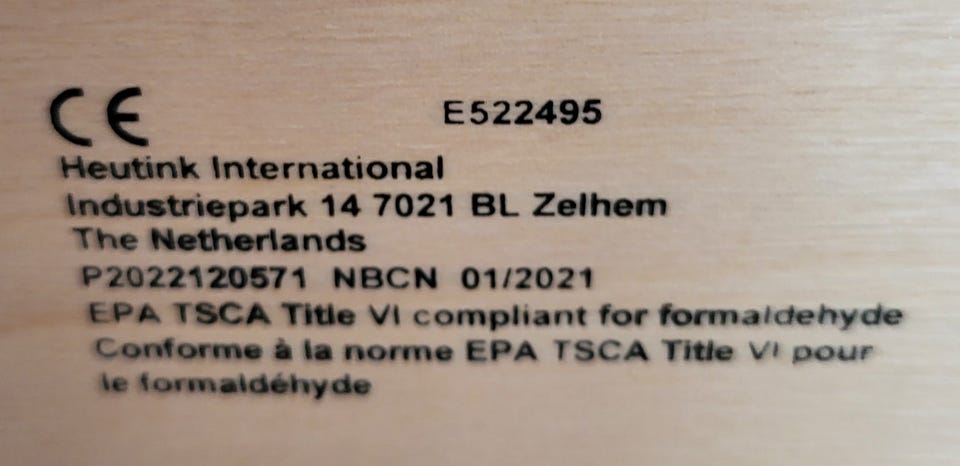 CE E522495
Heutink International
Industriepark 14 7021 BL Zelhem
The Netherlands
P2022120571 NBCN 01/2021
EPA TSCA Title VI compliant for formaldehyde
Conforme à la norme EPA TSCA Title VI pour
le formaldéhyde